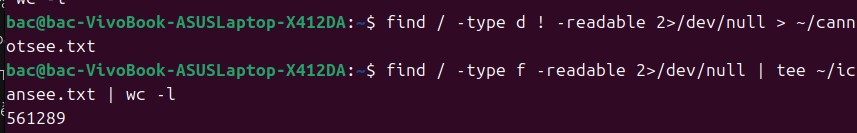 wc -l
bac@bac-VivoBook-ASUSLaptop-X412DA:~$ find / -type d ! -readable 2>/dev/null > ~/cann
otsee.txt
bac@bac-VivoBook-ASUSLaptop-X412DA:~$ find / -type f -readable 2>/dev/null | tee ~/ic
ansee.txt | wc -l
561289